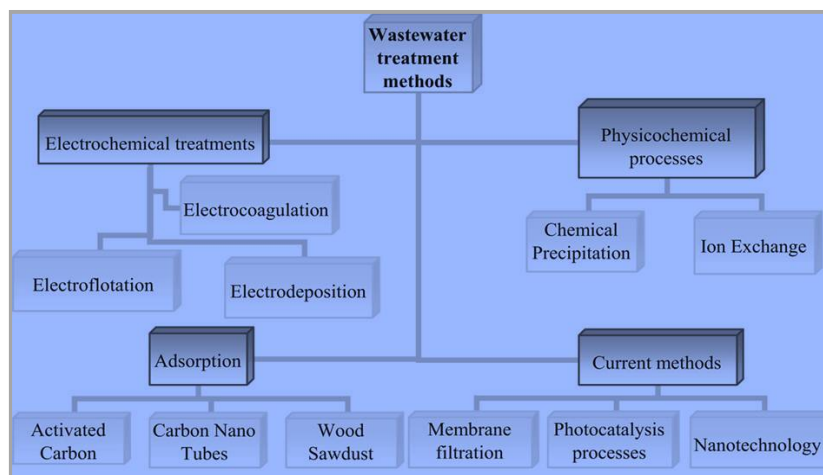 Wastewater
treatment
methods
Electrochemical treatments
Physicochemical
processes
Electrocoagulation
Electroflotation
Electrodeposition
Chemical
Precipitation
Ion Exchange
Adsorption
Current methods
Activated
Carbon
Carbon Nano
Tubes
Wood
Sawdust
Membrane
filtration
Photocatalysis
processes
Nanotechnology